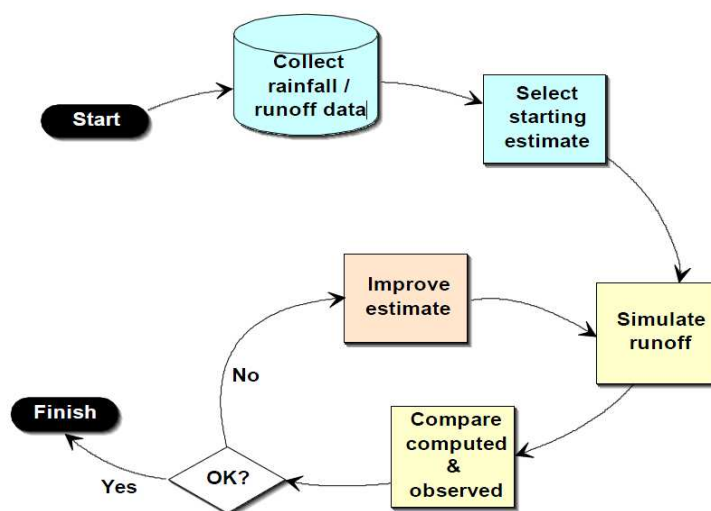 Start
Collect
rainfall /
runoff data
Select
starting
estimate
Simulate
runoff
Improve
estimate
Compare
computed
&
observed
OK?
No
Yes
Finish